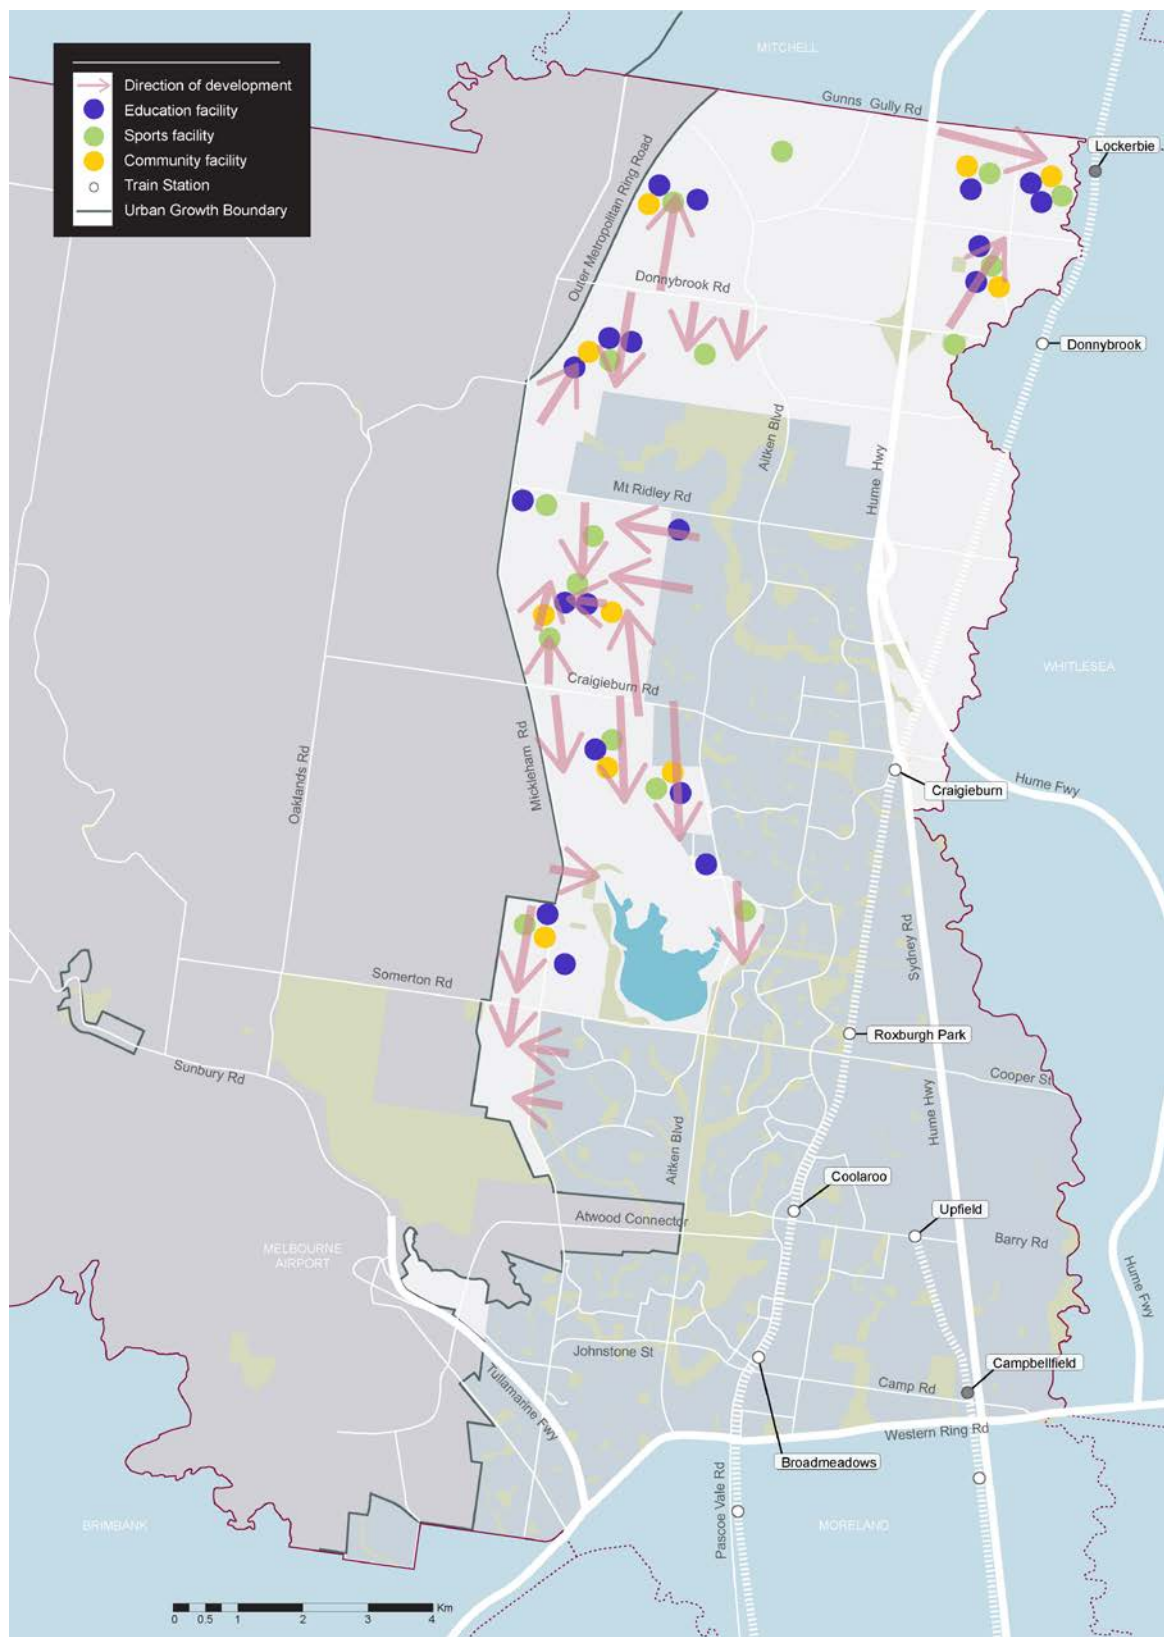 MITCHELL
Direction of development
Education facility
Sports facility
Community facility
Train Station
Urban Growth Boundary
Gunns Gully Rd
Lockerbie
Outer Metropolitan Ring Road
Donnybrook Rd
Donnybrook
Aitken Blvd
Hume Hwy
Mt Ridley Rd
WHITTLESEA
Craigieburn Rd
Mickleham Rd
Oaklands Rd
Hume Fwy
Craigieburn
Sydney Rd
Somerton Rd
Roxburgh Park
Sunbury Rd
Cooper St
Hume Hwy
Aitken Blvd
Coolaroo
Upfield
Atwood Connector
Barry Rd
MELBOURNE
AIRPORT
Hume Fwy
Johnstone St
Campbellfield
Tullamarine Fwy
Camp Rd
Western Ring Rd
Broadmeadows
Pascoe Vale Rd
BRIMBANK
MORELAND
Km
0 0.5 1 2 3 4